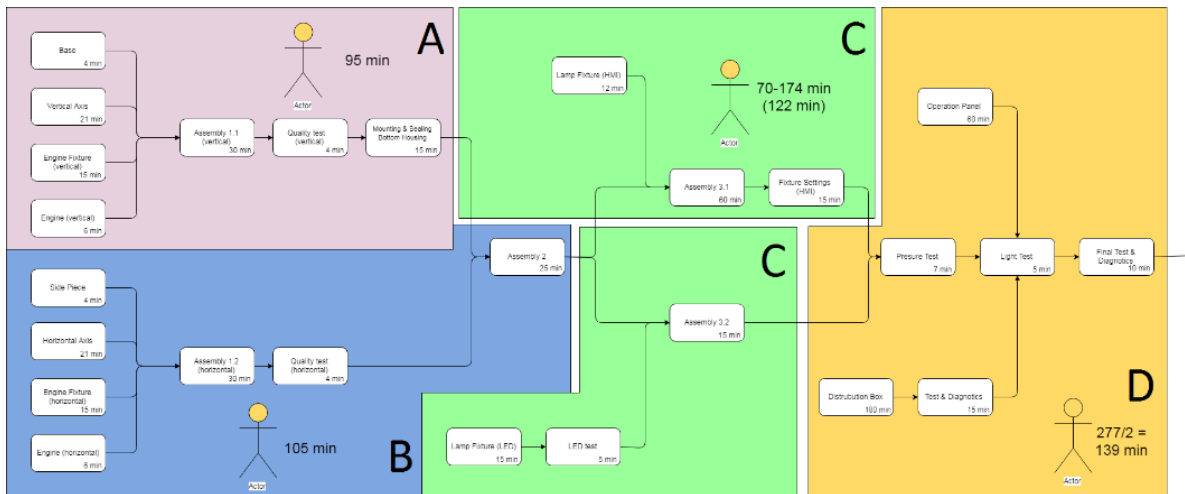 A
95 min
Actor
Base
4 min
Vertical Axis
21 min
Engine Fixture
(vertical)
15 min
Engine (vertical)
6 min
Assembly 1.1
(vertical)
30 min
Quality test
(vertical)
4 min
Mounting & Sealing
Bottom Housing
15 min
C
70-174 min
(122 min)
Actor
Lamp Fixture (HMI)
12 min
Assembly 3.1
60 min
Fixture Settings
(HMI)
15 min
B
105 min
Actor
Side Piece
4 min
Horizontal Axis
21 min
Engine Fixture
(horizontal)
15 min
Engine (horizontal)
6 min
Assembly 1.2
(horizontal)
30 min
Quality test
(horizontal)
4 min
Assembly 2
25 min
C
Assembly 3.2
15 min
Lamp Fixture (LED)
15 min
LED test
5 min
D
Operation Panel
60 min
Presure Test
7 min
Light Test
5 min
Final Test &
Diagnotics
10 min
Distrubution Box
180 min
Test & Diagnotics
15 min
Actor
277/2 =
139 min